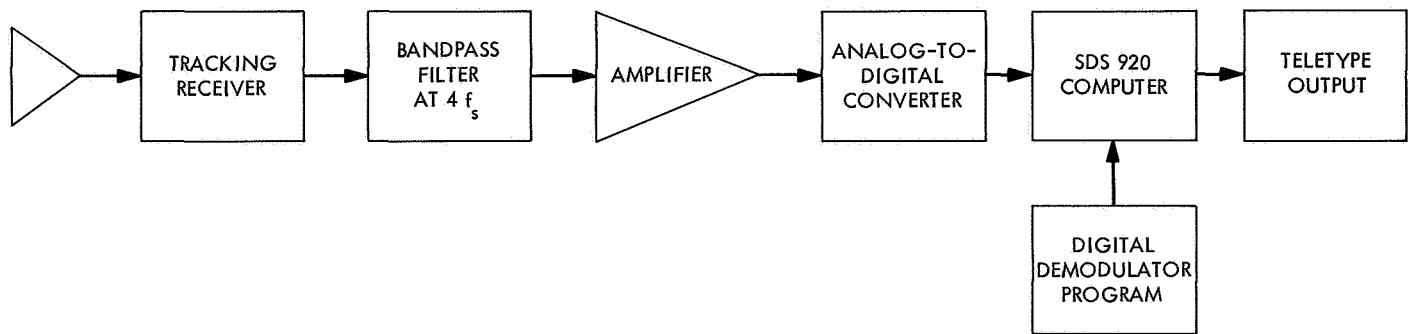 TRACKING
RECEIVER
BANDPASS
FILTER
AT 4 f_s
AMPLIFIER
ANALOG-TO-
DIGITAL
CONVERTER
SDS 920
COMPUTER
TELETYPE
OUTPUT
DIGITAL
DEMODULATOR
PROGRAM